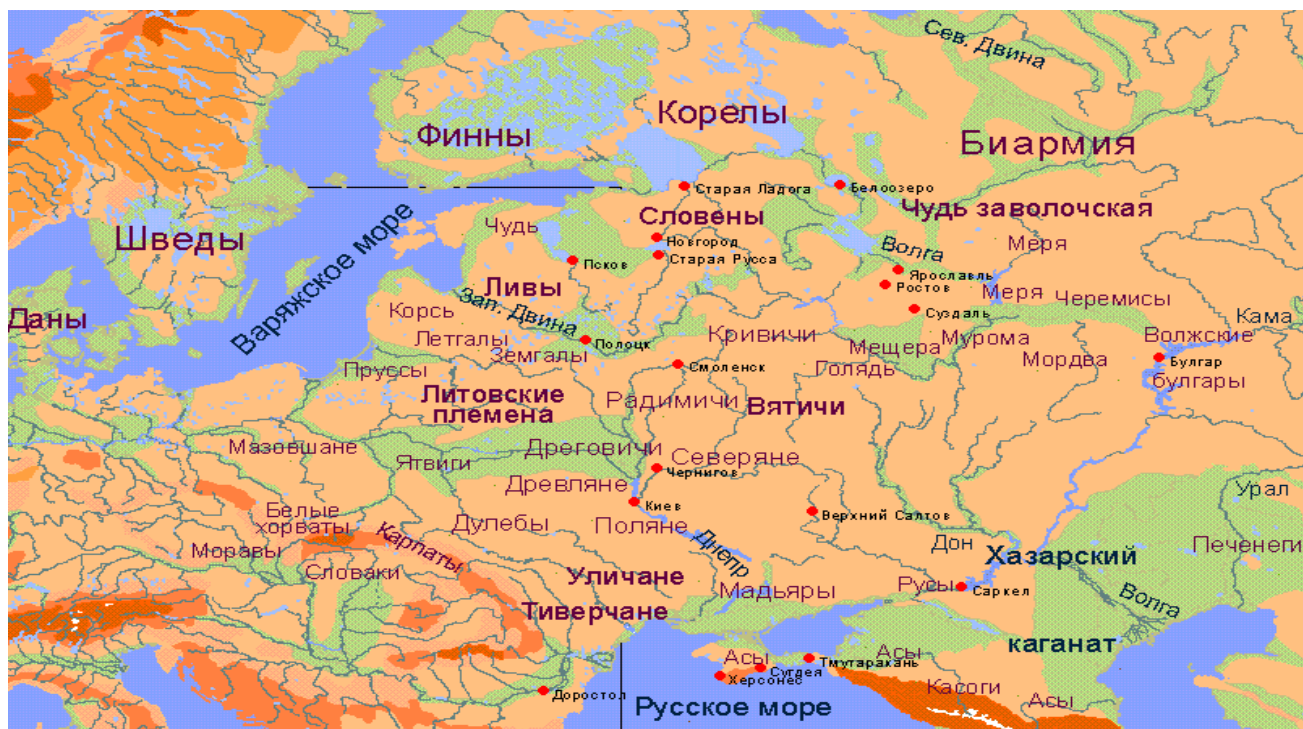 Сев. Двина
Корелы
Финны
Биармия
Старая Ладога
Белоозеро
Чудь заволочская
Словены
Чудь
Шведы
Варяжское море
Новгород
Старая Русса
Волга
Меря
Псков
Ярославль
Ростов
Ливы
Меря
Черемисы
Корсь
Зап. Двина
Суздаль
Кама
Даны
Летгалы
Земгалы
Полоцк
Кривичи
Мещера
Мурома
Мордва
Волжские
булгары
Булгар
Пруссы
Смоленск
Голядь
Литовские
племена
Радимичи
Вятичи
Мазовшане
Ятвиги
Дреговичи
Северяне
Чернигов
Древляне
Урал
Киев
Белые
хорваты
Дулебы
Поляне
Верхний Салтов
Моравы
Карпаты
Днепр
Дон
Хазарский
каганат
Печенеги
Словаки
Уличане
Мадьяры
Русы
Саркел
Волга
Тиверчане
Асы
Тмутаракань
Асы
Сугдея
Херсонес
Касоги
Доростол
Русское море
Асы